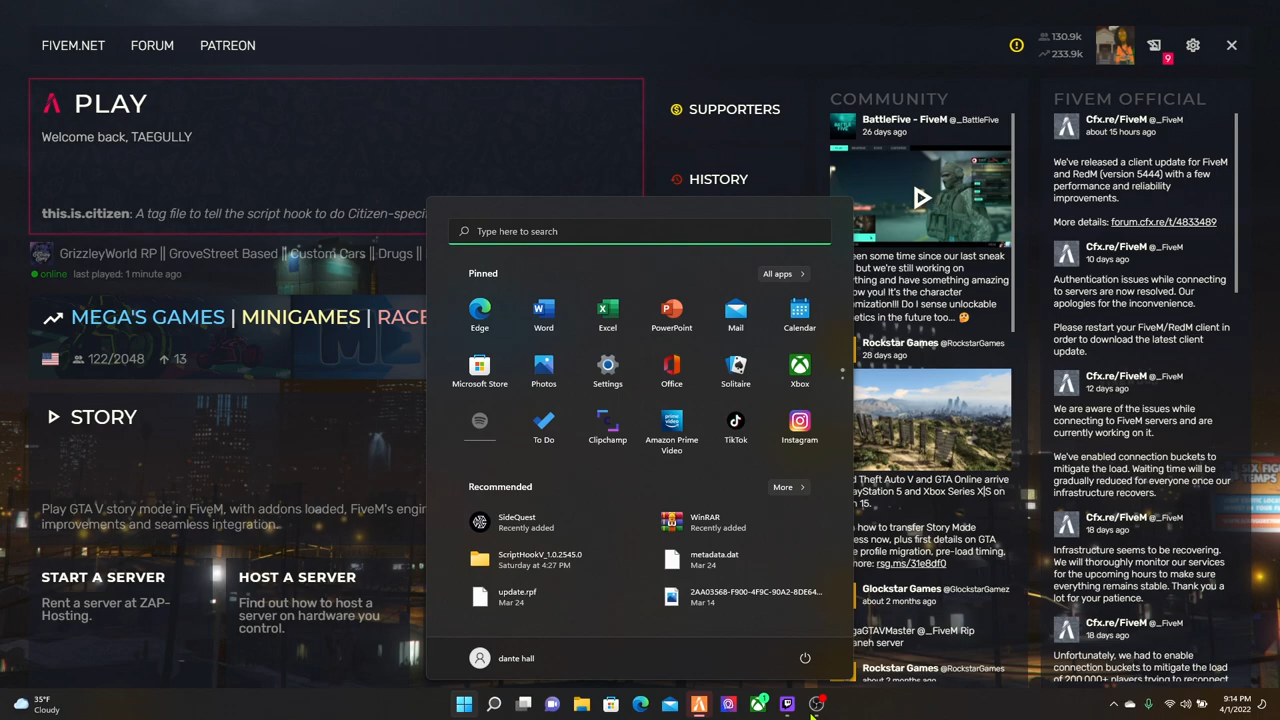 FIVEM.NET
FORUM
PATREON
130.9k
233.9k
9
PLAY
Welcome back, TAEGULLY
this.is.citizen: A tag file to tell the script hook to do Citizen-speci
GrizzleyWorld RP || GroveStreet Based || Custom Cars || Drugs ||
online last played: 1 minute ago
MEGA'S GAMES | MINIGAMES | RACE
122/2048 13
STORY
Play GTA V story mode in FiveM, with addons loaded, FiveM's engin
improvements and seamless integration.
START A SERVER
Rent a server at ZAP-
Hosting.
HOST A SERVER
Find out how to host a
server on hardware you
control.
SUPPORTERS
HISTORY
Type here to search
Pinned
All apps
Edge
Word
Excel
PowerPoint
Mail
Calendar
Microsoft Store
Photos
Settings
Office
Solitaire
Xbox
To Do
Clipchamp
Amazon Prime
Video
TikTok
Instagram
Recommended
More
SideQuest
Recently added
WinRAR
Recently added
ScriptHookV_1.0.2545.0
Saturday at 4:27 PM
metadata.dat
Mar 24
update.rpf
Mar 24
2AA03568-F900-4F9C-90A2-8DE64...
Mar 14
dante hall
COMMUNITY
BattleFive - FiveM @_BattleFive
26 days ago
een some time since our last sneak
but we're still working on
ything and have something amazing
how you! It's the character
mization!!! Do I sense unlockable
netics in the future too...
Rockstar Games @RockstarGames
28 days ago
d Theft Auto V and GTA Online arrive
layStation 5 and Xbox Series X|S on
15.
how to transfer Story Mode
ess now, plus first details on GTA
profile migration, pre-load timing,
more: rsg.ms/31e8df0
Glockstar Games @GlockstarGamez
about 2 months ago
gaGTAVMaster @_FiveM Rip
aneh server
Rockstar Games @RockstarGames
about 2 months ago
FIVEM OFFICIAL
Cfx.re/FiveM @_FiveM
about 15 hours ago
We've released a client update for FiveM
and RedM (version 5444) with a few
performance and reliability
improvements.
More details: forum.cfx.re/t/4833489
Cfx.re/FiveM @_FiveM
10 days ago
Authentication issues while connecting
to servers are now resolved. Our
apologies for the inconvenience.
Please restart your FiveM/RedM client in
order to download the latest client
update.
Cfx.re/FiveM @_FiveM
12 days ago
We are aware of the issues while
connecting to FiveM servers and are
currently working on it.
We've enabled connection buckets to
mitigate the load. Waiting time will be
gradually reduced for everyone once our
infrastructure recovers.
Cfx.re/FiveM @_FiveM
18 days ago
Infrastructure seems to be recovering.
We will thoroughly monitor our services
for the upcoming hours to make sure
everything remains stable. Thank you a
lot for your patience.
Cfx.re/FiveM @_FiveM
18 days ago
Unfortunately, we had to enable
connection buckets to mitigate the load
of 200,000+ players trying to reconnect
35°F
Cloudy
1
9:14 PM
4/1/2022